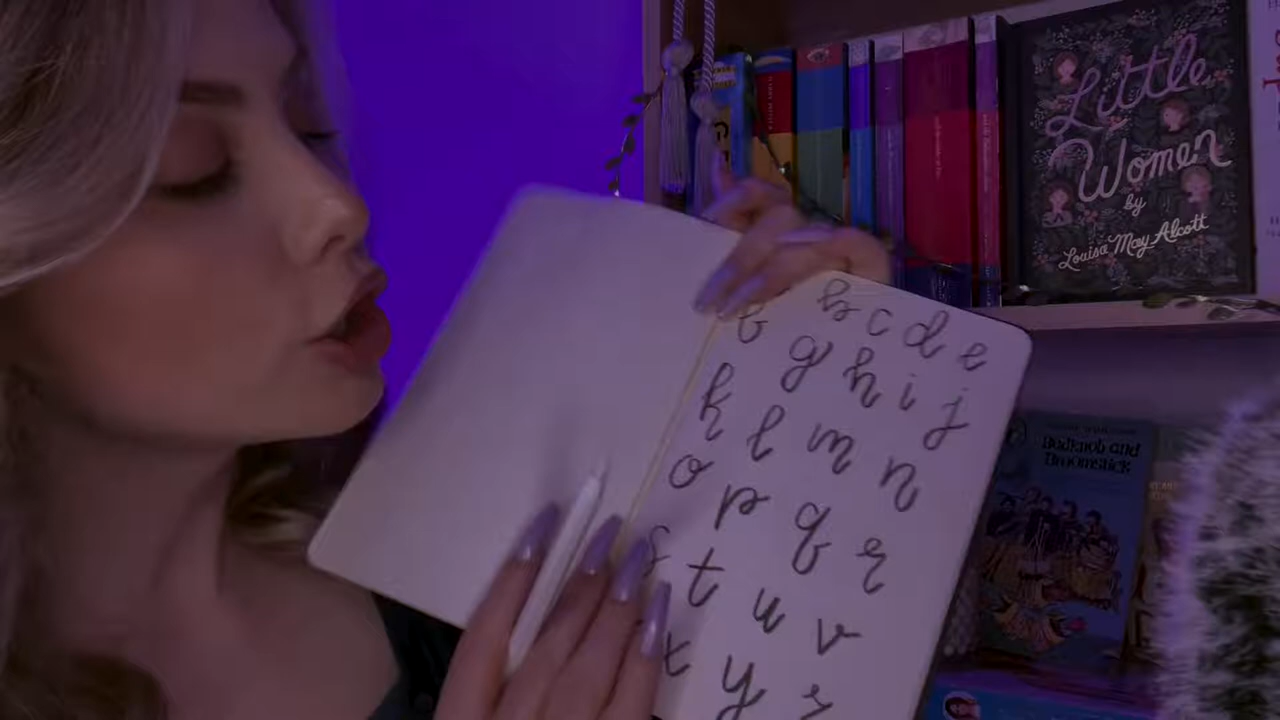 b c d e
g h i j
k l m n
o p q r
s t u v
x y z
Little
Women
by
Louisa May Alcott
Bedknob and
Broomstick